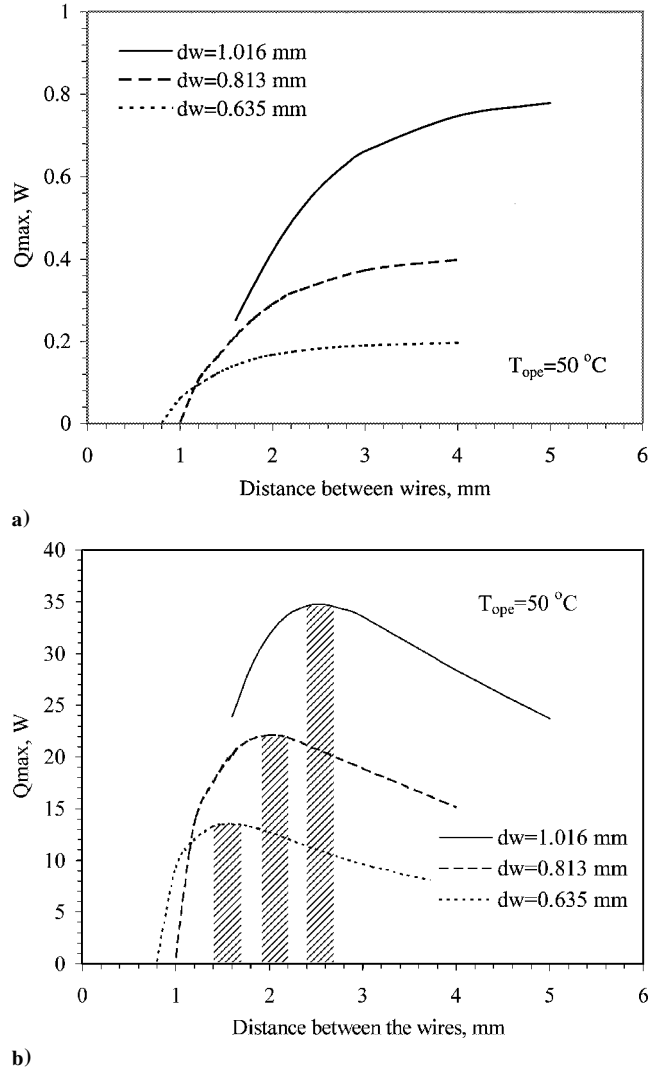 1
dw=1.016 mm
dw=0.813 mm
dw=0.635 mm
0.8
0.6
Qmax, W
0.4
0.2
T_ope=50 °C
0
0 1 2 3 4 5 6
Distance between wires, mm
a)
40
35
T_ope=50 °C
30
25
Qmax, W
20
15
dw=1.016 mm
10
dw=0.813 mm
5
dw=0.635 mm
0
0 1 2 3 4 5 6
Distance between the wires, mm
b)